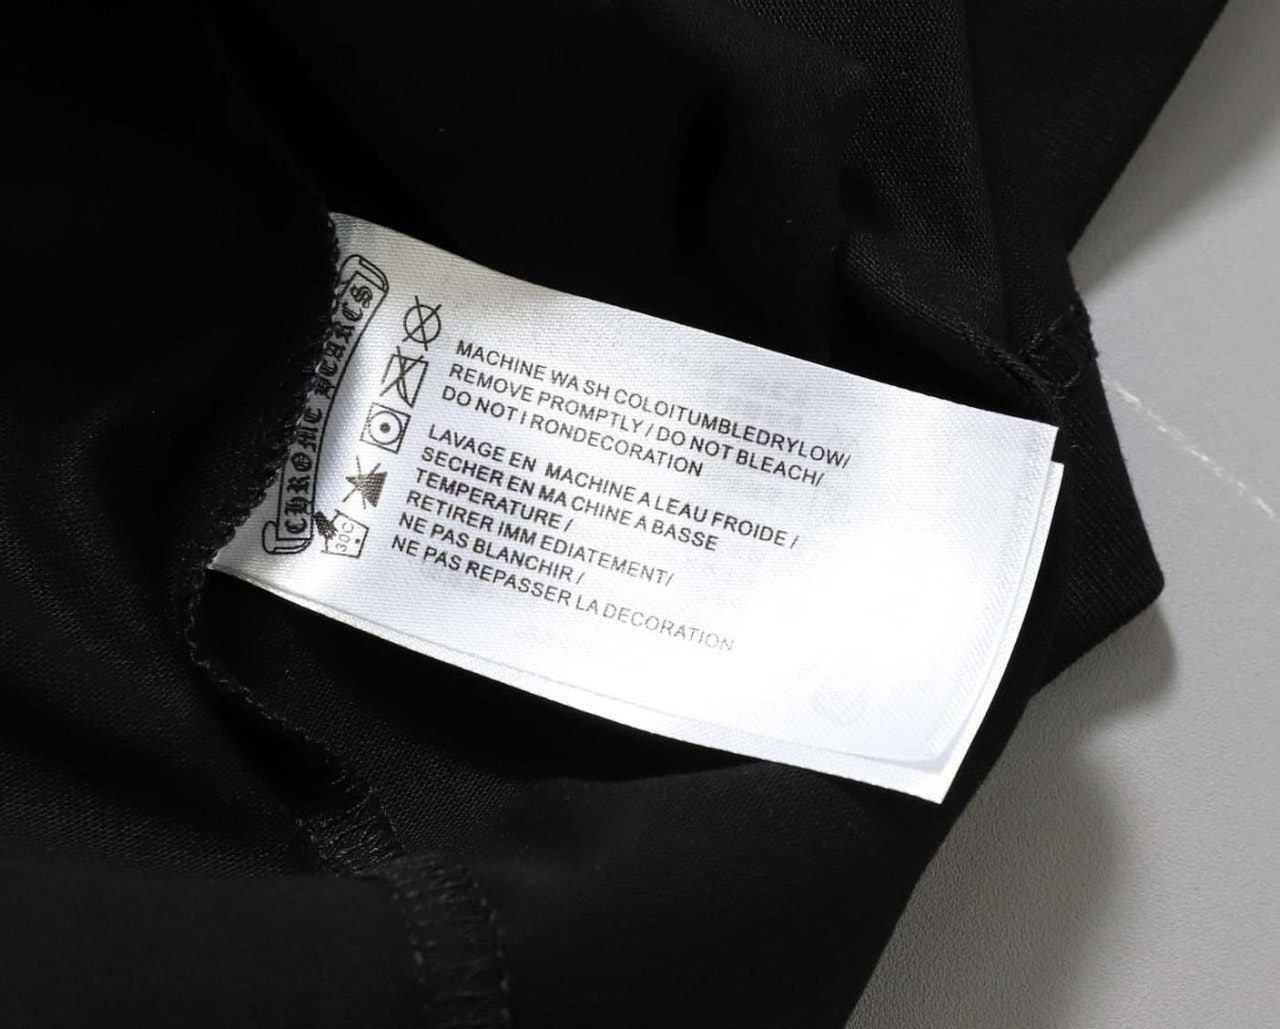 CHROME HEARTS
MACHINE WA SH COLOITUMBLEDRYLOW/
REMOVE PROMPTLY / DO NOT BLEACH/
DO NOT I RONDECORATION
LAVAGE EN MACHINE A LEAU FROIDE /
SECHER EN MA CHINE A BASSE
TEMPERATURE /
RETIRER IMM EDIATEMENT/
NE PAS BLANCHIR /
NE PAS REPASSER LA DECORATION
30C